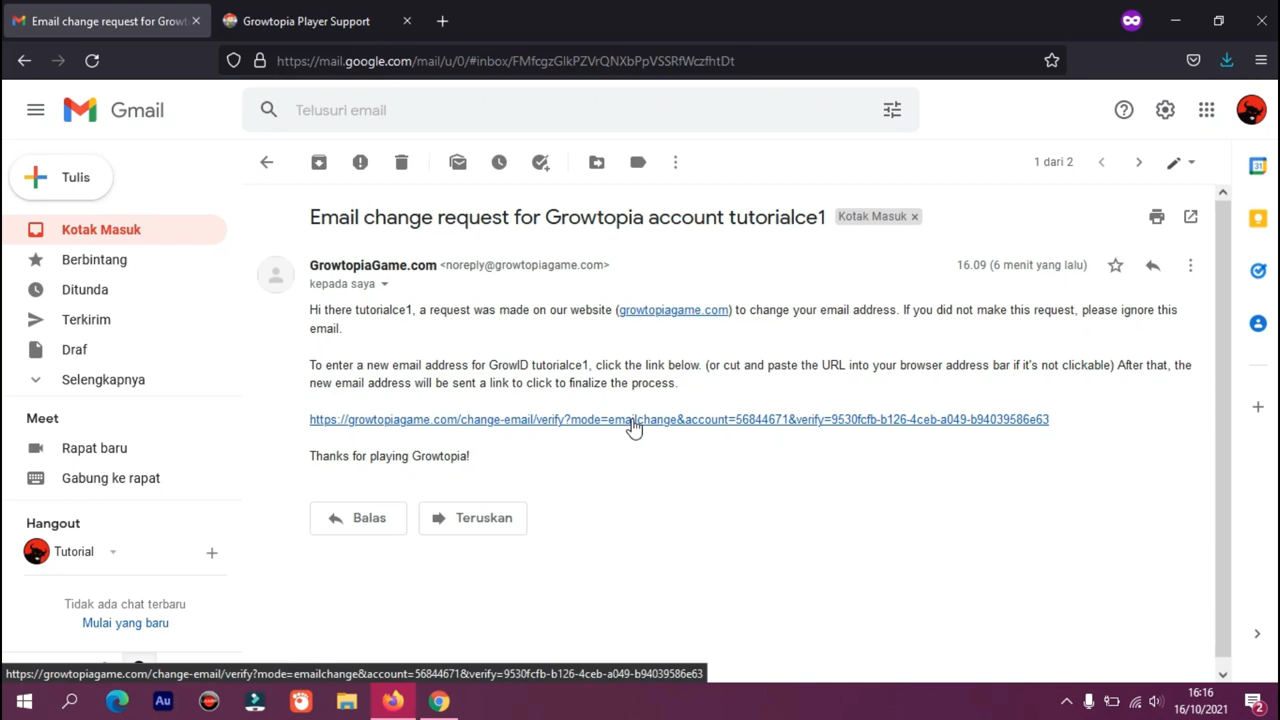 Email change request for Growt
Growtopia Player Support
https://mail.google.com/mail/u/0/#inbox/FMfcgzGlkPZVrQNXbPpVSSRfWczfhtDt
Gmail
Telusuri email
Tulis
1 dari 2
Kotak Masuk
Berbintang
Ditunda
Terkirim
Draf
Selengkapnya
Meet
Rapat baru
Gabung ke rapat
Hangout
Tutorial
Tidak ada chat terbaru
Mulai yang baru
Email change request for Growtopia account tutorialce1 Kotak Masuk
GrowtopiaGame.com <noreply@growtopiagame.com>
16.09 (6 menit yang lalu)
kepada saya
Hi there tutorialce1, a request was made on our website (growtopiagame.com) to change your email address. If you did not make this request, please ignore this
email.
To enter a new email address for GrowID tutorialce1, click the link below. (or cut and paste the URL into your browser address bar if it's not clickable) After that, the
new email address will be sent a link to click to finalize the process.
https://growtopiagame.com/change-email/verify?mode=emailchange&account=56844671&verify=9530fcfb-b126-4ceb-a049-b94039586e63
Thanks for playing Growtopia!
Balas
Teruskan
31
https://growtopiagame.com/change-email/verify?mode=emailchange&account=56844671&verify=9530fcfb-b126-4ceb-a049-b94039586e63
Au
16:16
16/10/2021
2